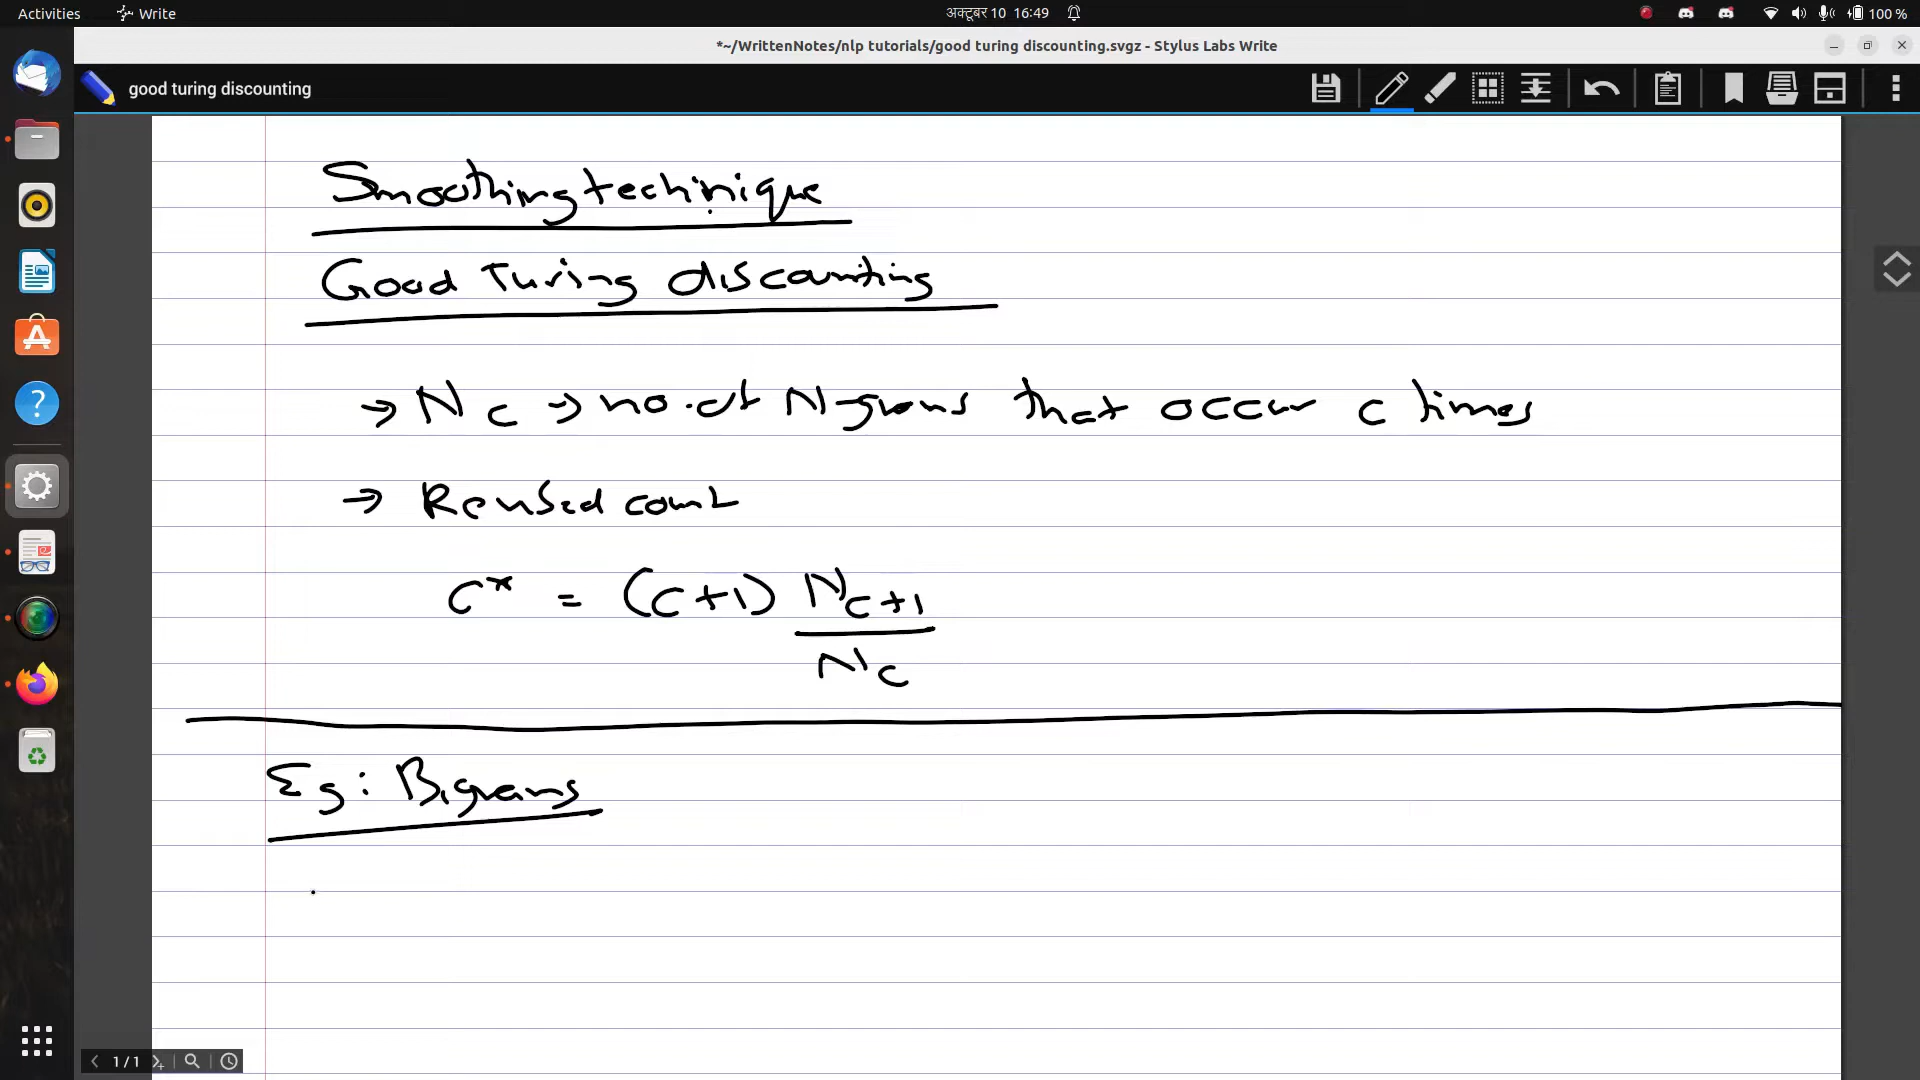 Activities Write अक्टूबर 10 16:49 100 %
*~/WrittenNotes/nlp tutorials/good turing discounting.svgz - Stylus Labs Write
good turing discounting
Smoothing techinique
Good Turing discounting
→ Nc → no. of N-grams that occur c times
→ Revised count
C* = (C+1) Nc+1
Nc
Eg: Bigrams
1/1